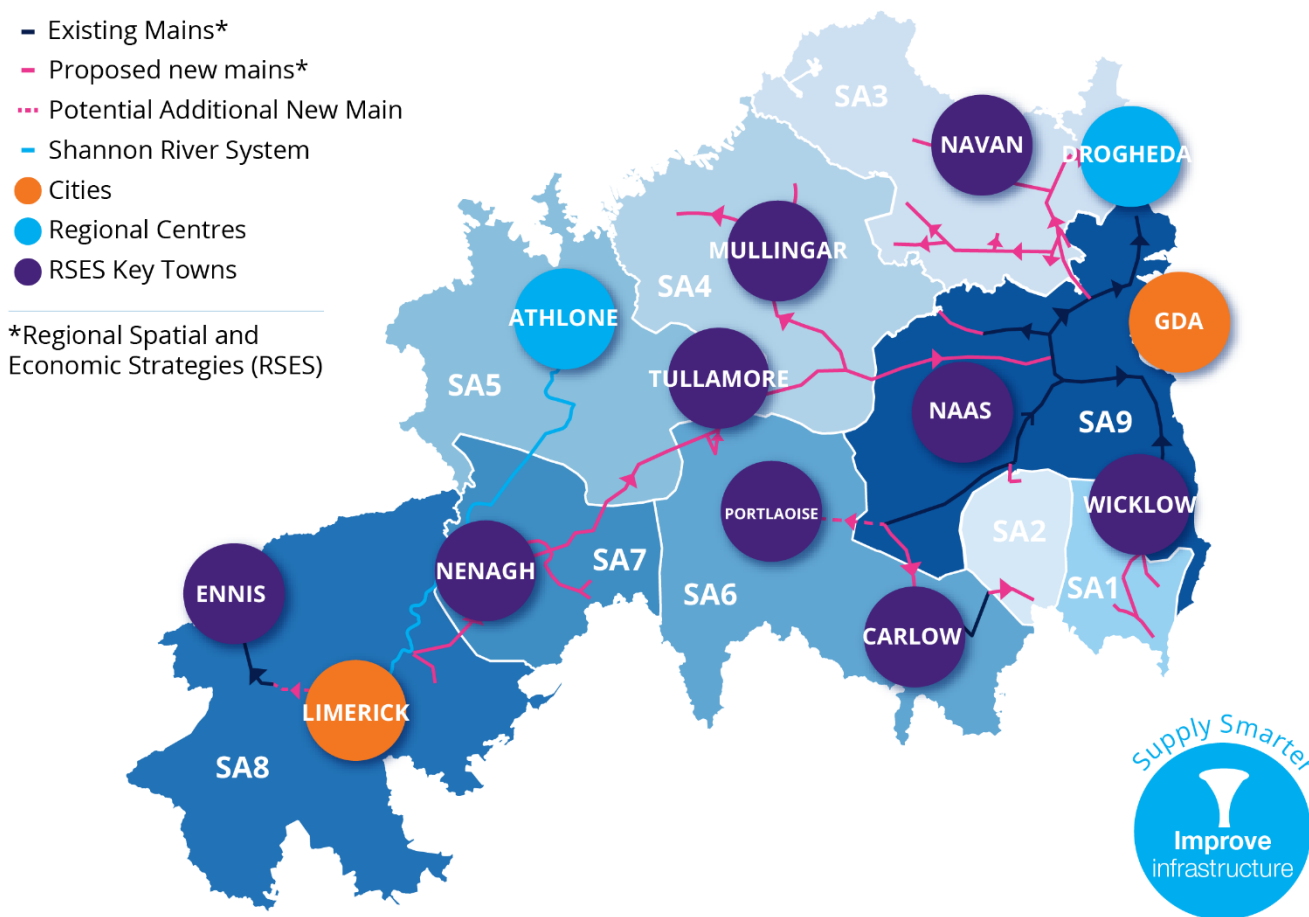 Existing Mains*
Proposed new mains*
Potential Additional New Main
Shannon River System
Cities
Regional Centres
RSES Key Towns
*Regional Spatial and
Economic Strategies (RSES)
SA3
NAVAN
DROGHEDA
MULLINGAR
SA4
ATHLONE
GDA
TULLAMORE
SA5
NAAS
SA9
WICKLOW
PORTLAOISE
SA2
NENAGH
SA7
SA6
SA1
ENNIS
CARLOW
LIMERICK
SA8
Supply Smarter
Improve
infrastructure